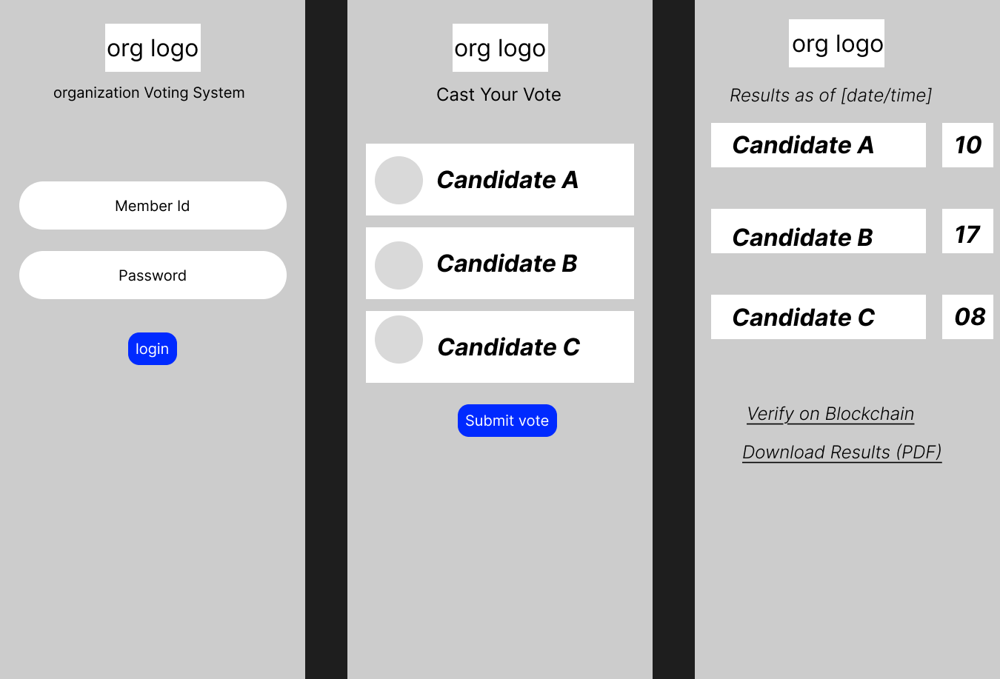 org logo
organization Voting System
Member Id
Password
login
org logo
Cast Your Vote
Candidate A
Candidate B
Candidate C
Submit vote
org logo
Results as of [date/time]
Candidate A 10
Candidate B 17
Candidate C 08
Verify on Blockchain
Download Results (PDF)